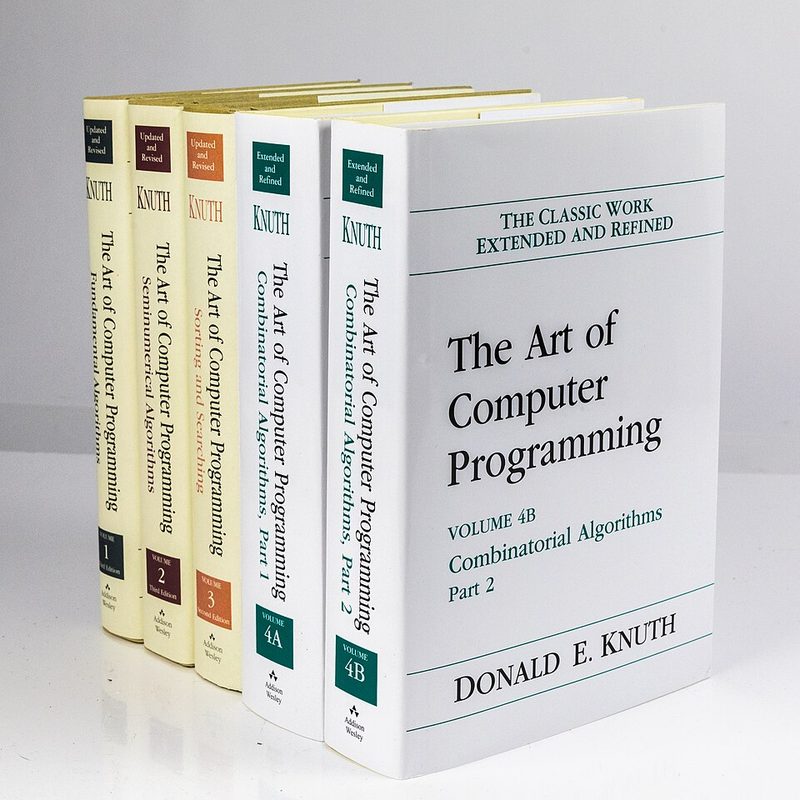 Updated
and
Revised
KNUTH
The Art of Computer Programming
Fundamental Algorithms
VOLUME
1
Edition
Addison
Wesley
Updated
and
Revised
KNUTH
The Art of Computer Programming
Seminumerical Algorithms
VOLUME
2
Third Edition
Addison
Wesley
Updated
and
Revised
KNUTH
The Art of Computer Programming
Sorting and Searching
VOLUME
3
Second Edition
Addison
Wesley
Extended
and
Refined
KNUTH
The Art of Computer Programming
Combinatorial Algorithms, Part 1
VOLUME
4A
Addison
Wesley
Extended
and
Refined
KNUTH
The Art of Computer Programming
Combinatorial Algorithms, Part 2
VOLUME
4B
Addison
Wesley
THE CLASSIC WORK
EXTENDED AND REFINED
The Art of
Computer
Programming
VOLUME 4B
Combinatorial Algorithms
Part 2
DONALD E. KNUTH